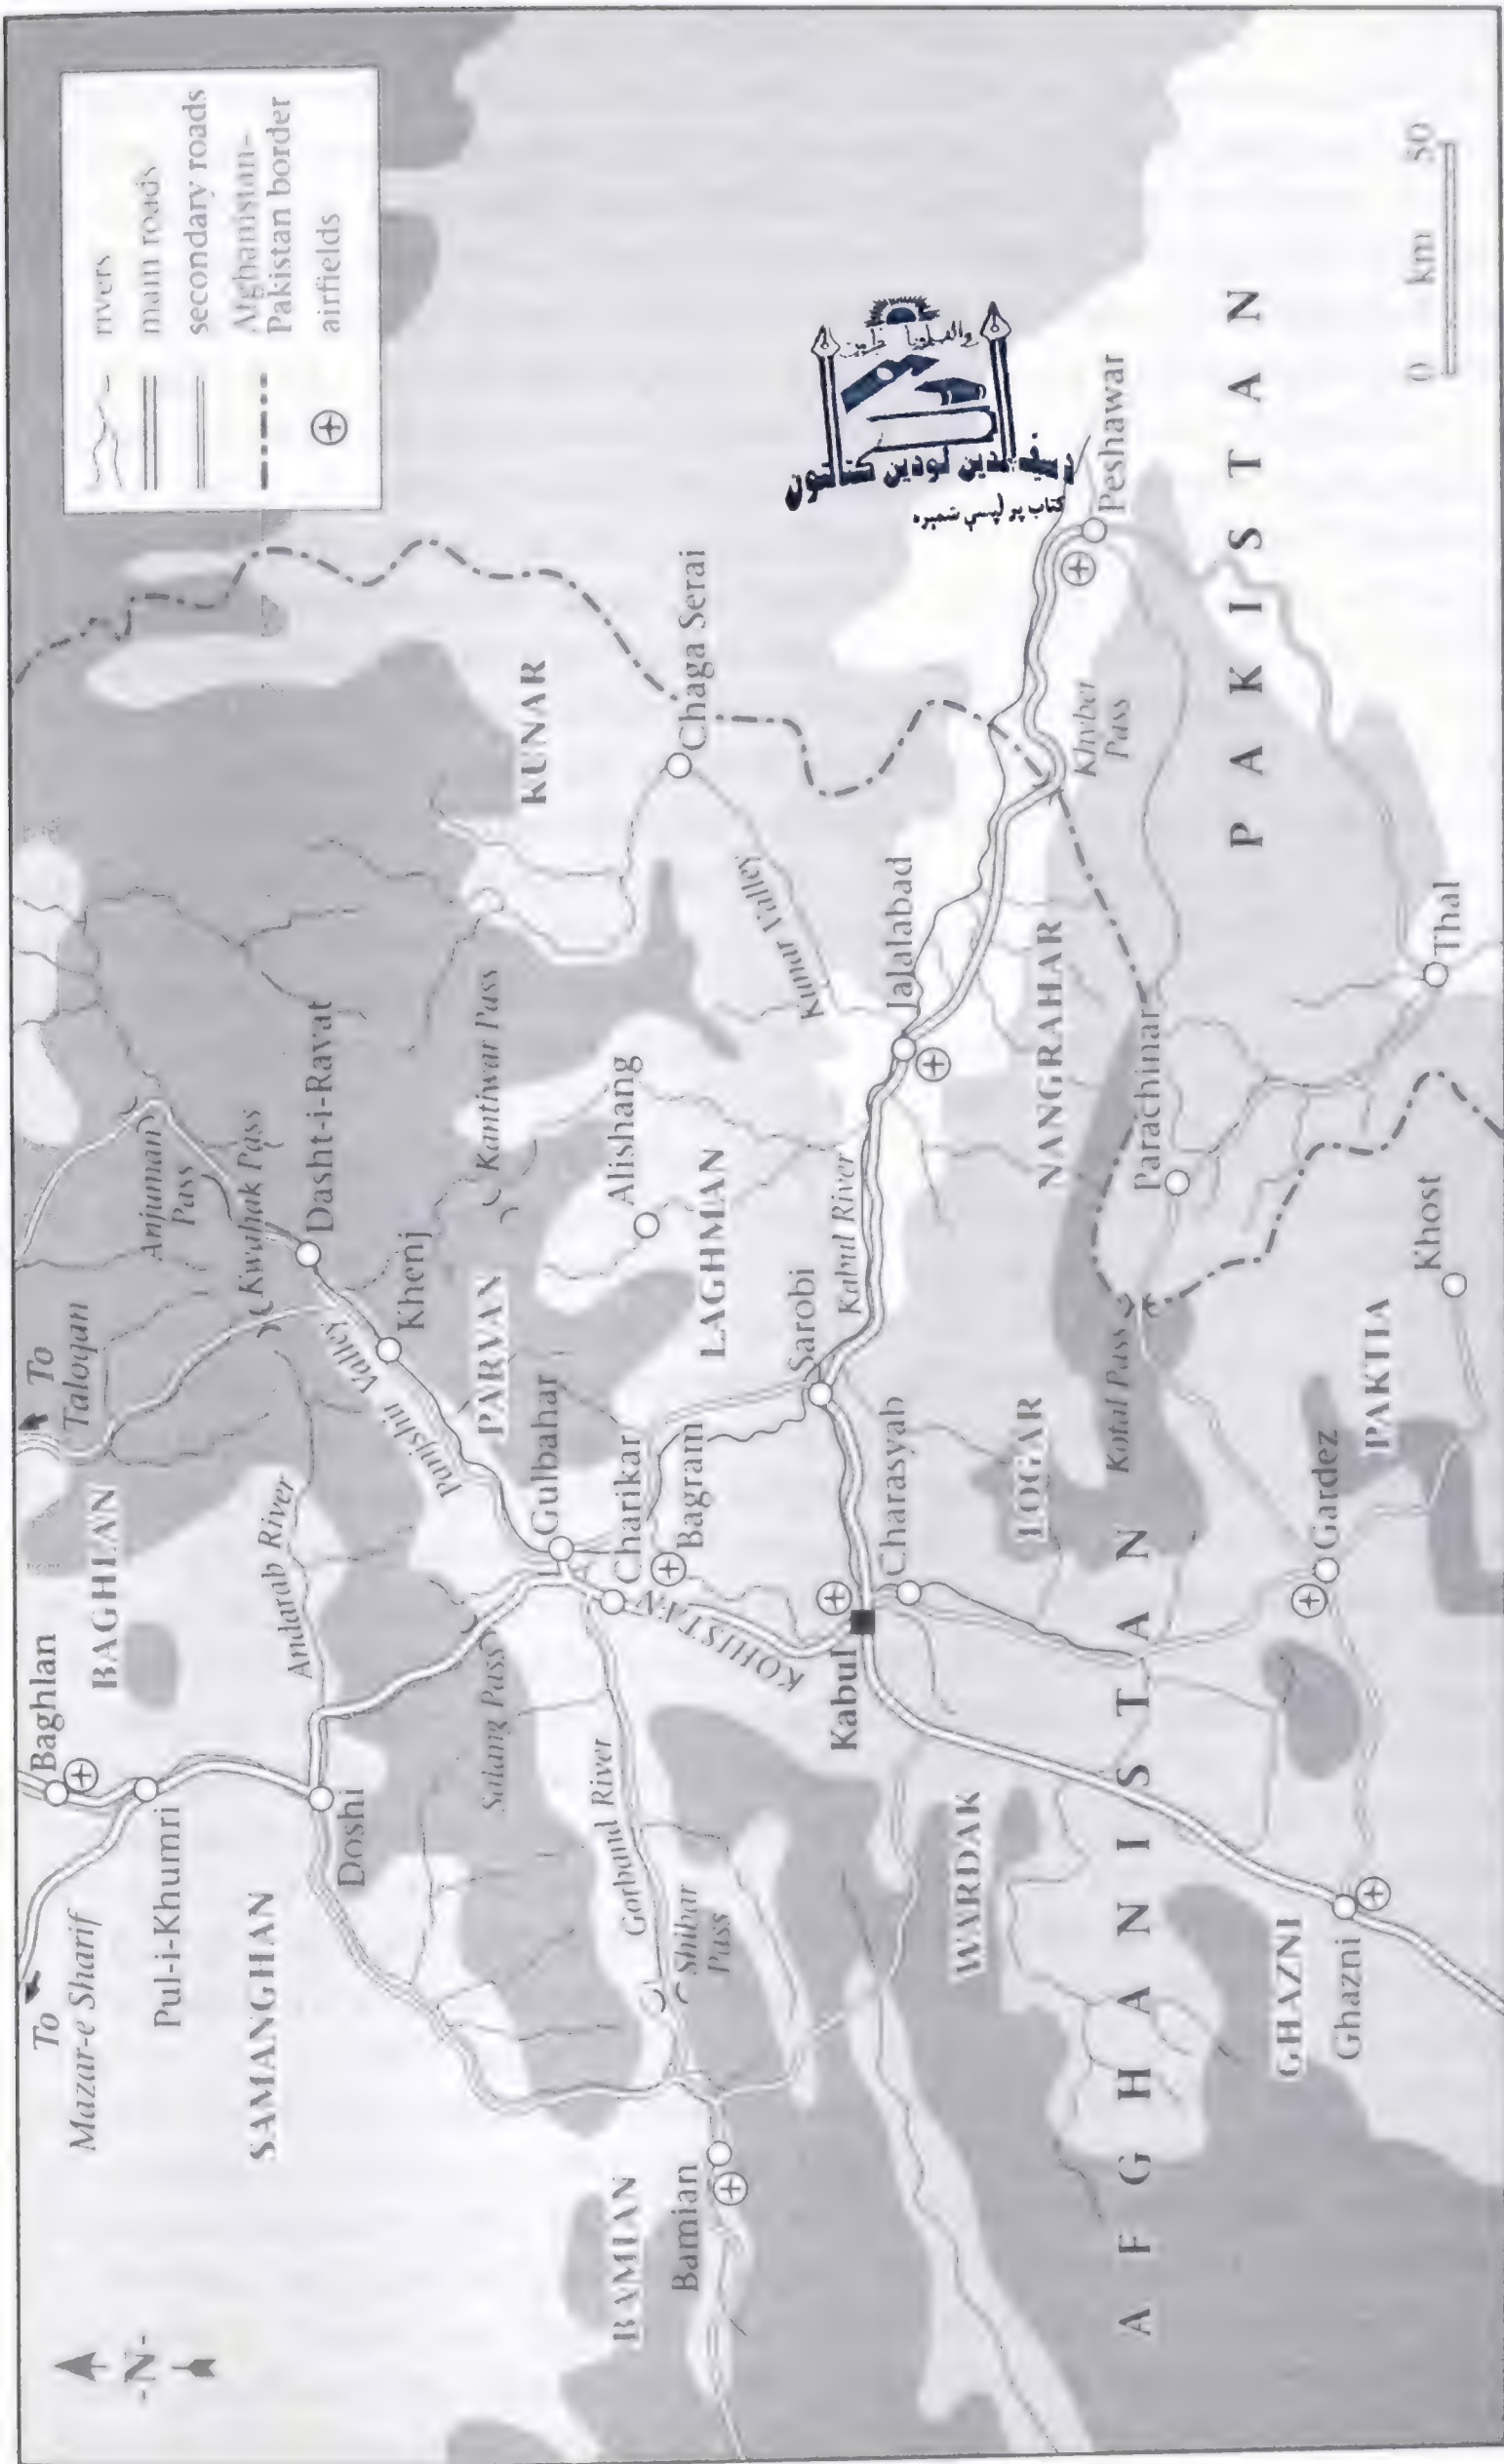 To
Mazar-e Sharif
Baghlan
BAGHLAN
To
Taloqan
Anjuman
Pass
Kwahak Pass
rivers
main roads
secondary roads
Afghanistan-
Pakistan border
airfields
-N-
Pul-i-Khumri
SAMANGHAN
Doshi
Andarab River
Dasht-i-Ravat
Khenj
Panjshir Valley
PARVAN
Kantiwar Pass
KUNAR
Salang Pass
Gulbahar
Charikar
Alishang
Chaga Serai
BAMIAN
Bamian
Gorband River
Shibar
Pass
Bagram
KOHISTAN
LAGHMAN
Kunar Valley
Kabul
Charasyab
Sarobi
Kabul River
Jalalabad
کتاب پر لپسې شمېره
Khyber
Pass
Peshawar
WARDAK
LOGAR
NANGRAHAR
Kotal Pass
Parachinar
AFGHANISTAN
PAKISTAN
GHAZNI
Ghazni
Gardez
PAKTIA
Khost
Thal
0 km 50